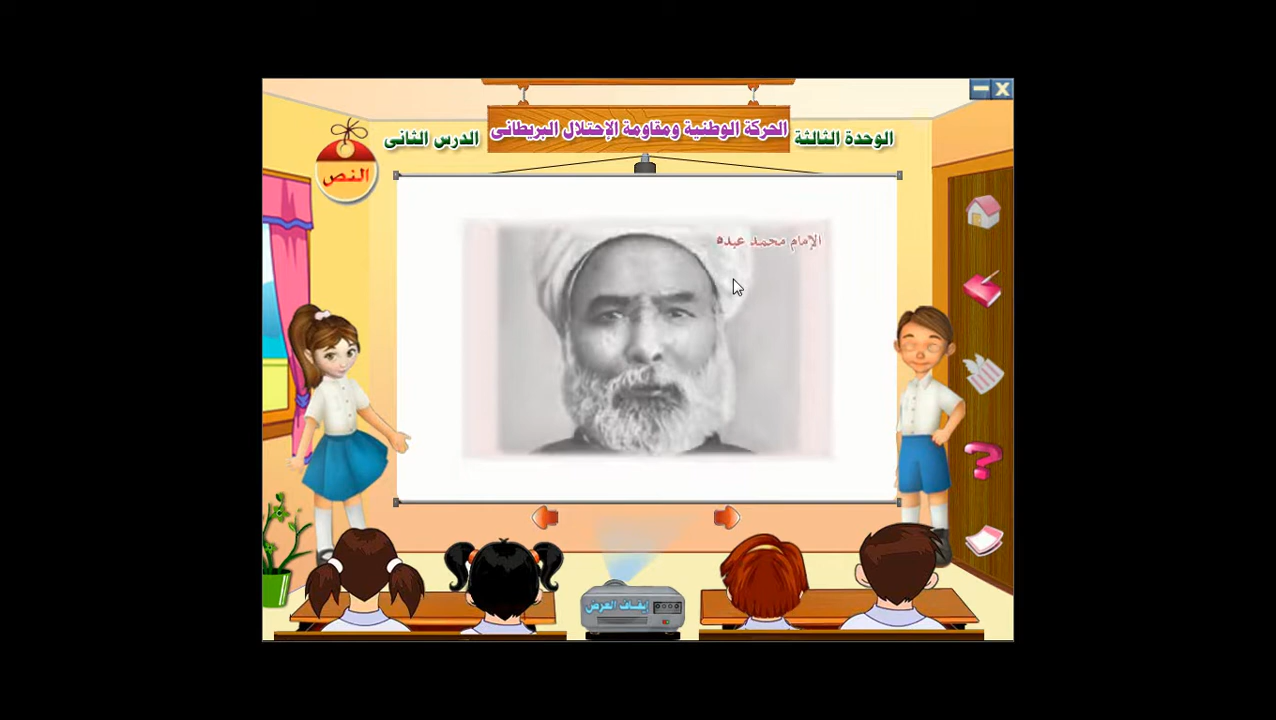 الوحدة الثالثة
الحركة الوطنية ومقاومة الإحتلال البريطانى
الدرس الثانى
النص
الإمام محمد عبده
إيقاف العرض